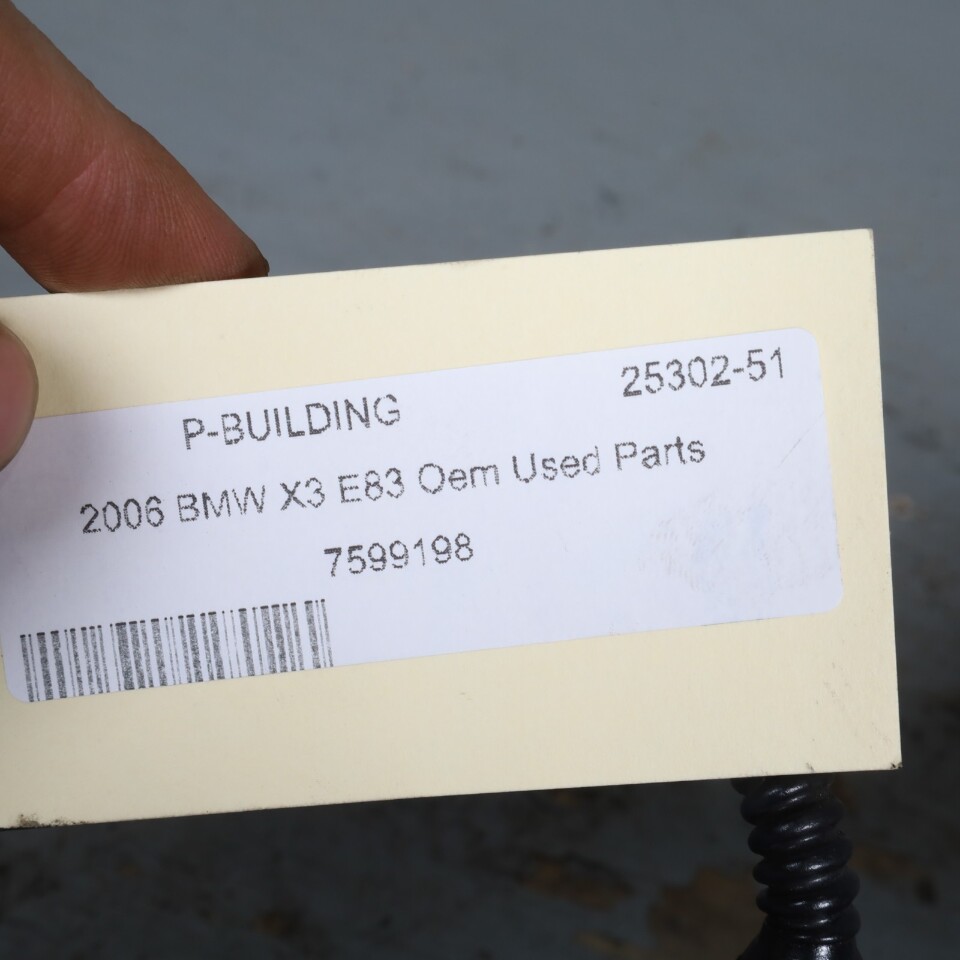 P-BUILDING 25302-51
2006 BMW X3 E83 Oem Used Parts
7599198